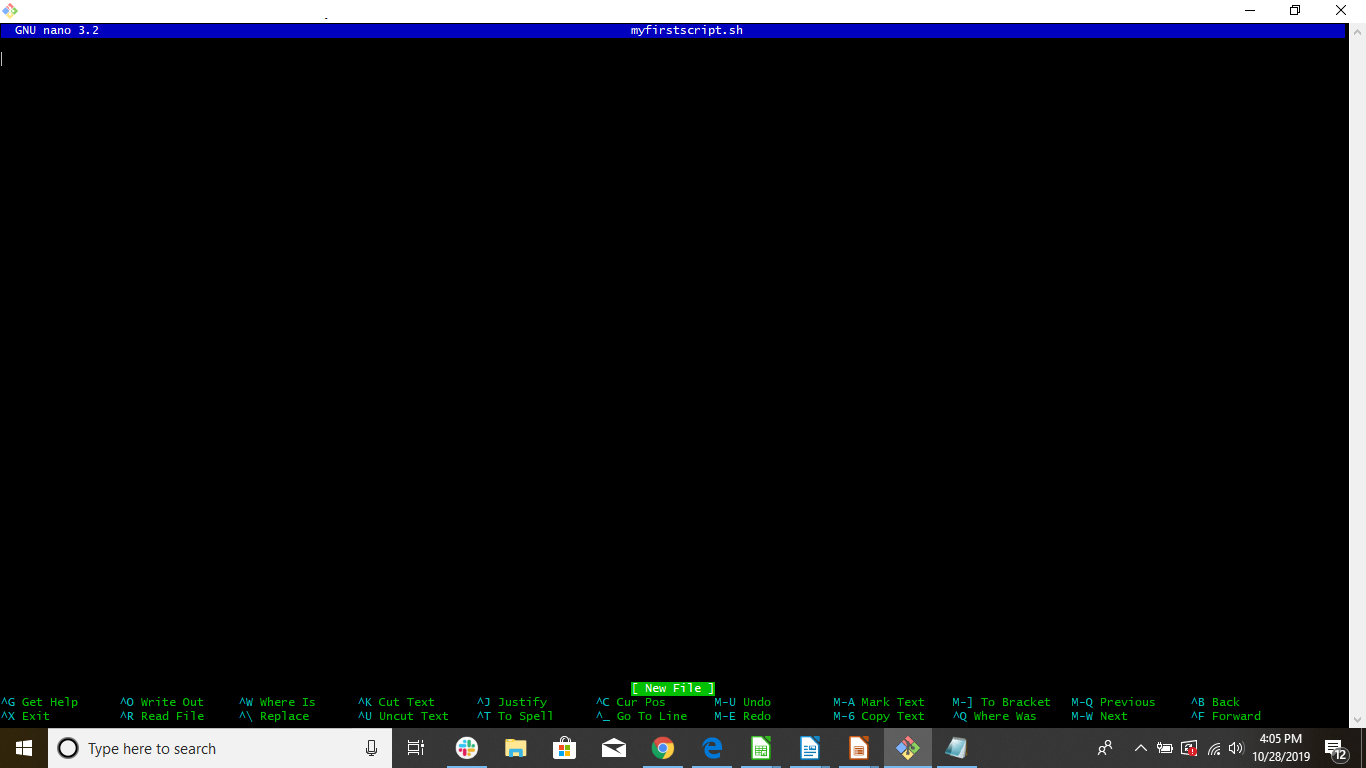 GNU nano 3.2 myfirstscript.sh
[ New File ]
^G Get Help ^O Write Out ^W Where Is ^K Cut Text ^J Justify ^C Cur Pos M-U Undo M-A Mark Text M-] To Bracket M-Q Previous ^B Back
^X Exit ^R Read File ^\ Replace ^U Uncut Text ^T To Spell ^_ Go To Line M-E Redo M-6 Copy Text ^Q Where Was M-W Next ^F Forward
Type here to search
4:05 PM
10/28/2019
12